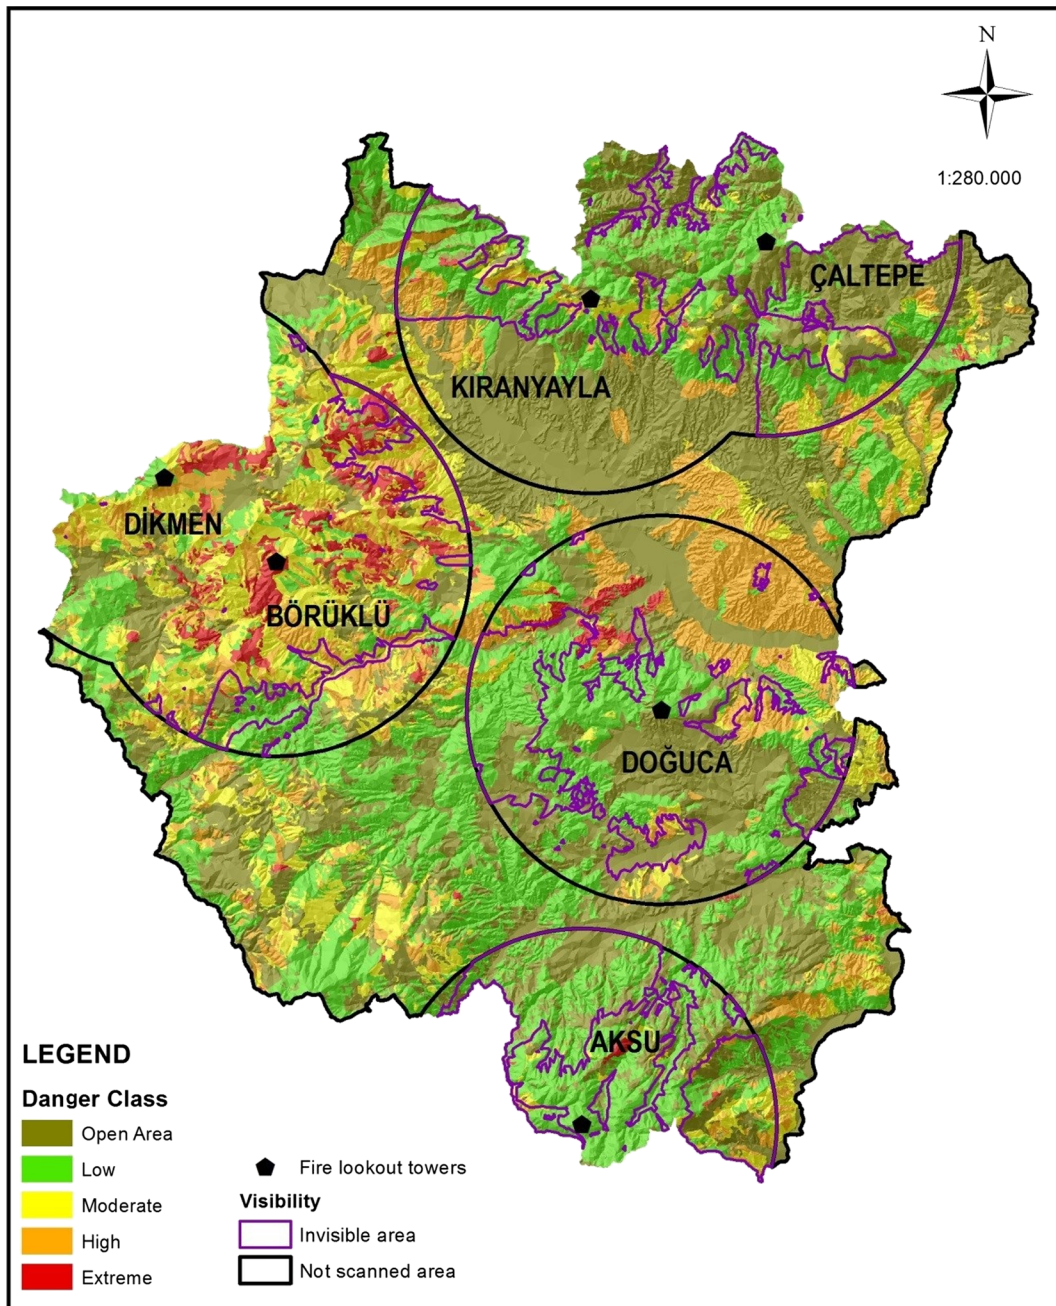 N
1:280.000
ÇALTEPE
KIRANYAYLA
DİKMEN
BÖRÜKLÜ
DOĞUCA
AKSU
LEGEND
Danger Class
Open Area
Low
Moderate
High
Extreme
Fire lookout towers
Visibility
Invisible area
Not scanned area